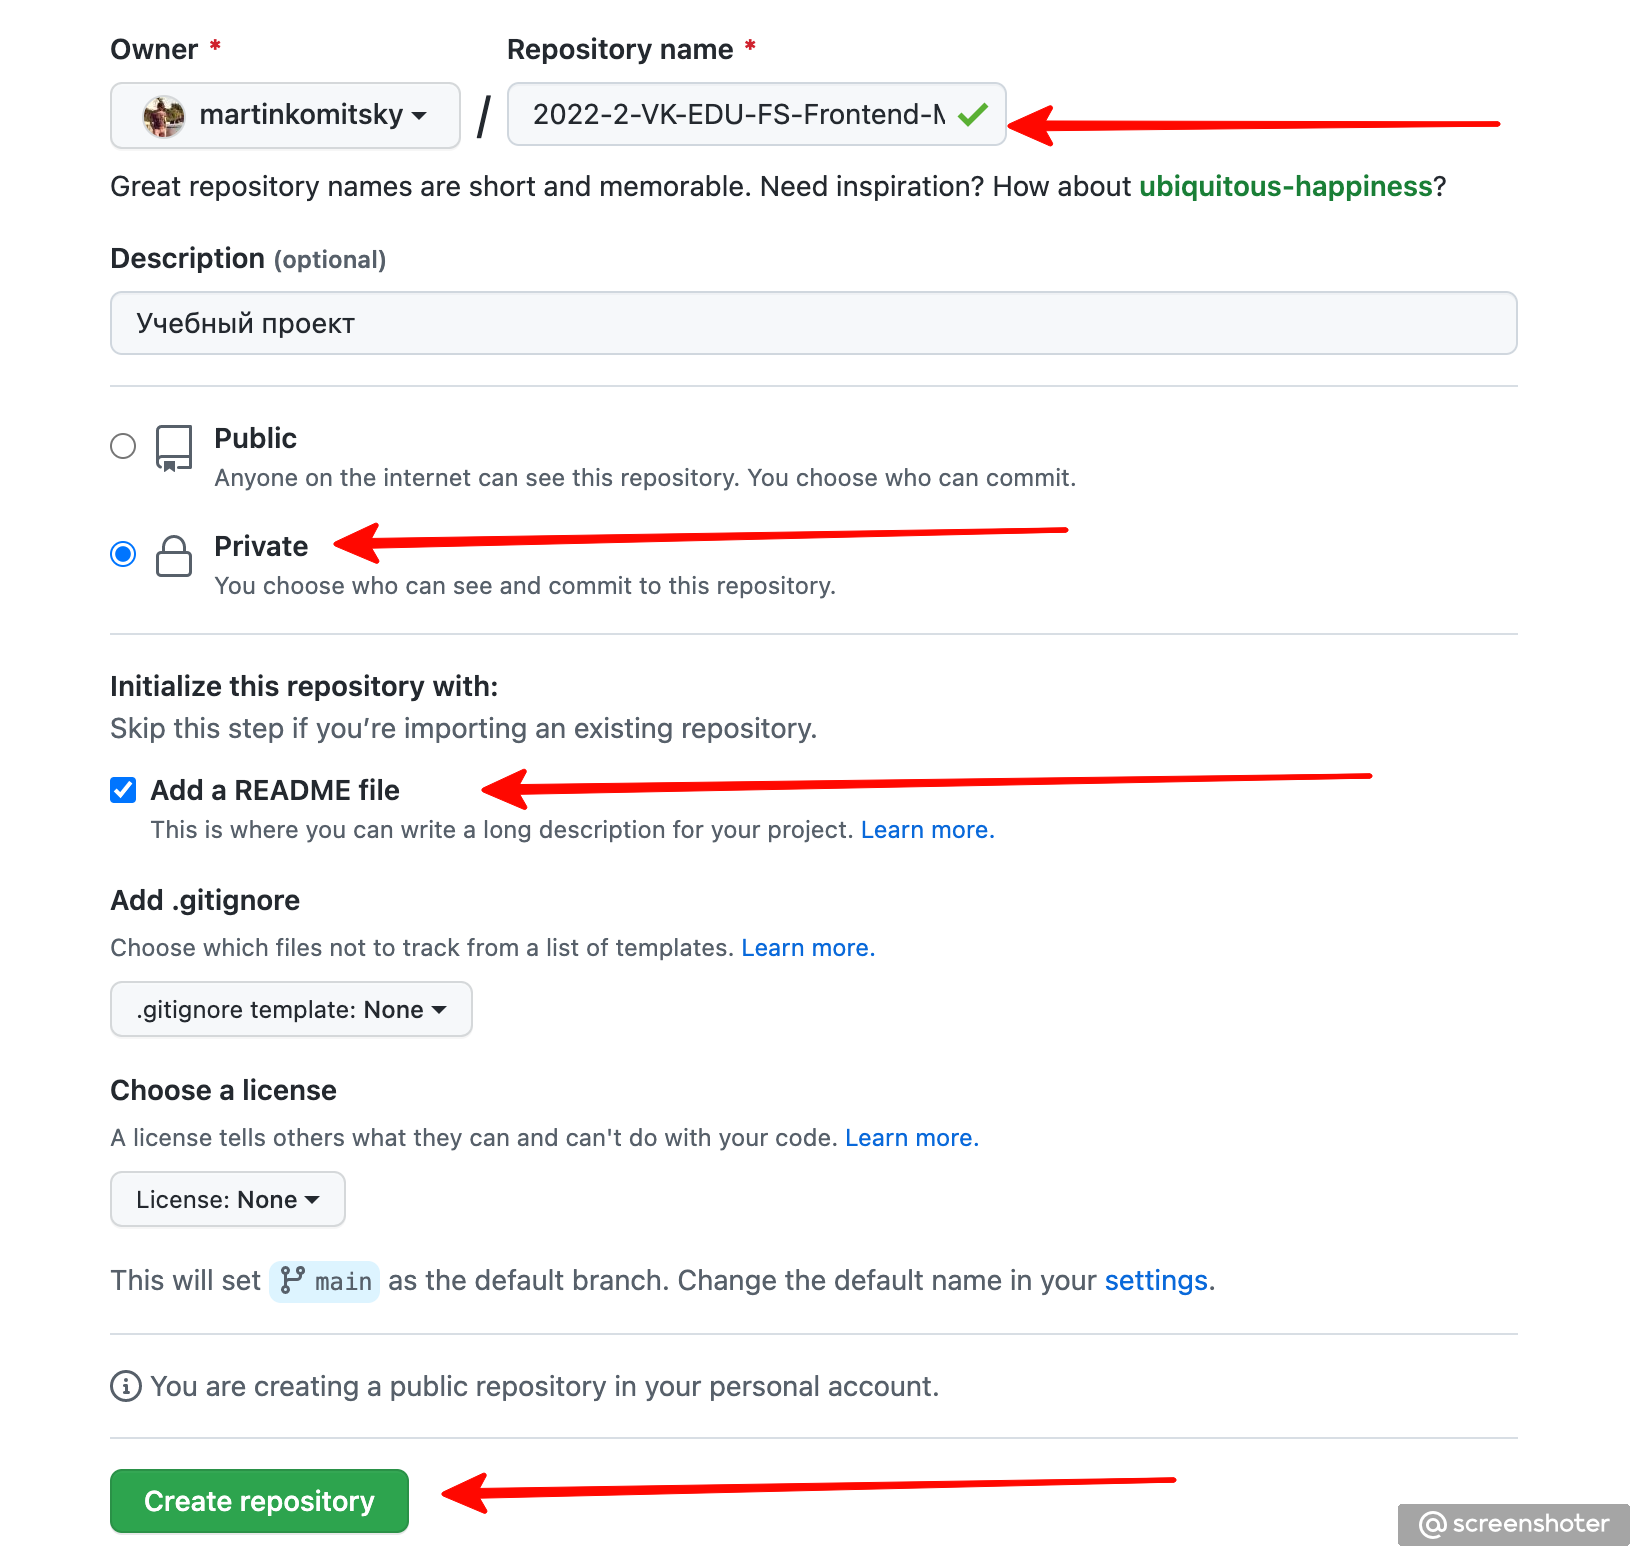 Owner *
Repository name *
martinkomitsky / 2022-2-VK-EDU-FS-Frontend-M
Great repository names are short and memorable. Need inspiration? How about ubiquitous-happiness?
Description (optional)
Учебный проект
Public
Anyone on the internet can see this repository. You choose who can commit.
Private
You choose who can see and commit to this repository.
Initialize this repository with:
Skip this step if you’re importing an existing repository.
Add a README file
This is where you can write a long description for your project. Learn more.
Add .gitignore
Choose which files not to track from a list of templates. Learn more.
.gitignore template: None
Choose a license
A license tells others what they can and can't do with your code. Learn more.
License: None
This will set main as the default branch. Change the default name in your settings.
You are creating a public repository in your personal account.
Create repository
@screenshoter